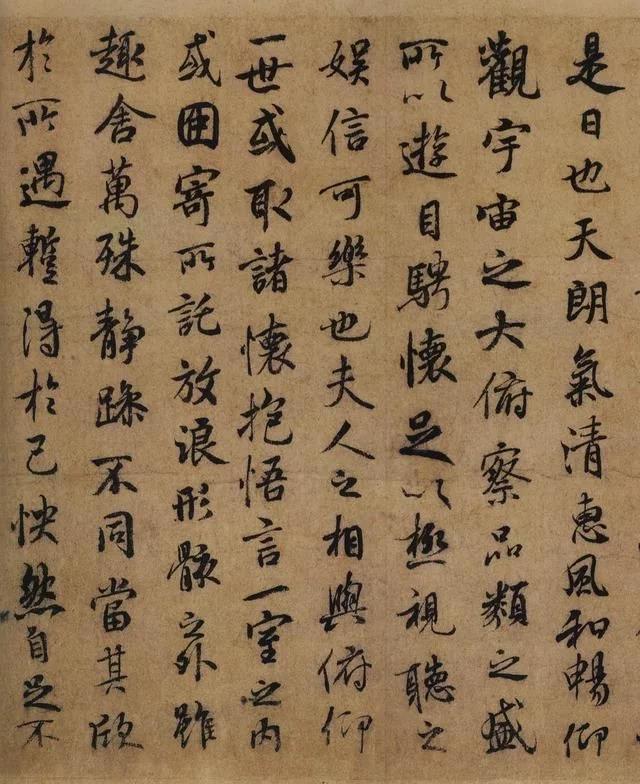 是日也天朗氣清惠風和暢仰
觀宇宙之大俯察品類之盛
所以遊目騁懷足以極視聽之
娛信可樂也夫人之相與俯仰
一世或取諸懷抱悟言一室之內
或因寄所託放浪形骸之外雖
趣舍萬殊靜躁不同當其欣
於所遇蹔得於己怏然自足不